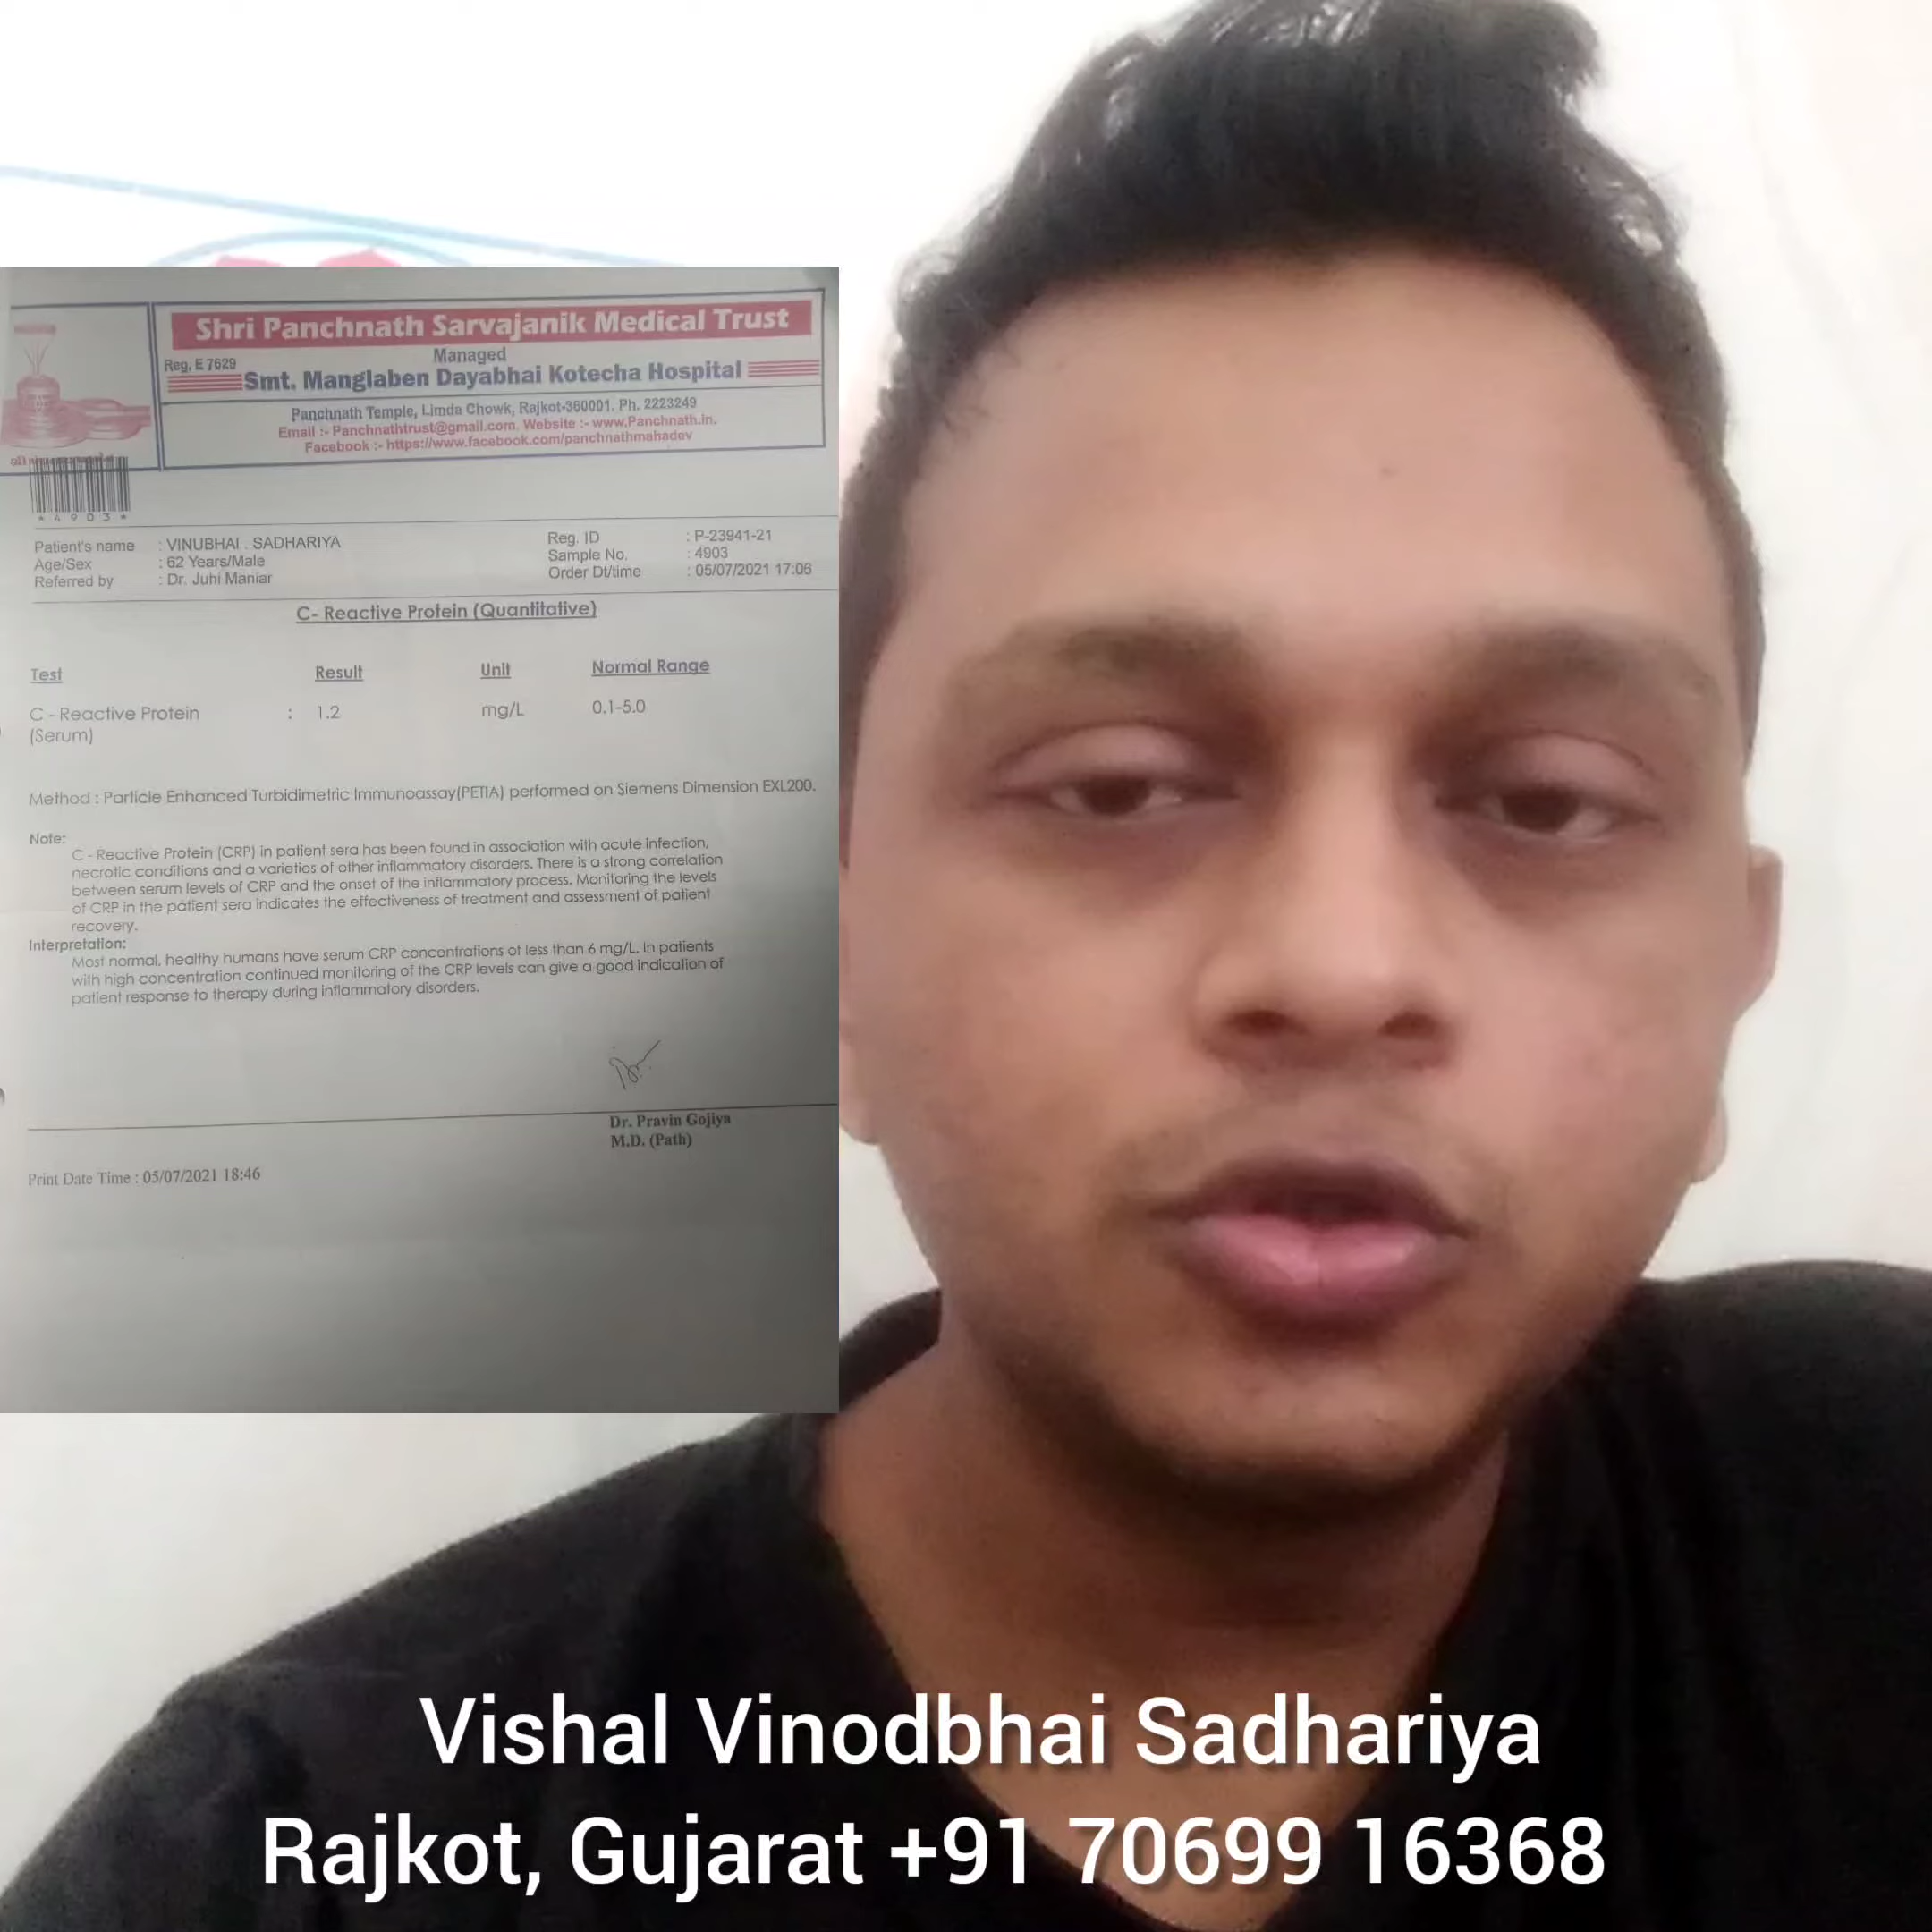 Shri Panchnath Sarvajanik Medical Trust
Managed
Reg. E 7629
Smt. Manglaben Dayabhai Kotecha Hospital
Panchnath Temple, Limda Chowk, Rajkot-360001. Ph. 2223249
Email :- Panchnathtrust@gmail.com. Website :- www.Panchnath.in.
Facebook :- https://www.facebook.com/panchnathmahadev
* 4 9 0 3 *
Patient's name : VINUBHAI . SADHARIYA Reg. ID : P-23941-21
Age/Sex : 62 Years/Male Sample No. : 4903
Referred by : Dr. Juhi Maniar Order Dt/time : 05/07/2021 17:06
C- Reactive Protein (Quantitative)
Test Result Unit Normal Range
C - Reactive Protein : 1.2 mg/L 0.1-5.0
(Serum)
Method : Particle Enhanced Turbidimetric Immunoassay(PETIA) performed on Siemens Dimension EXL200.
Note:
C - Reactive Protein (CRP) in patient sera has been found in association with acute infection,
necrotic conditions and a varieties of other inflammatory disorders. There is a strong correlation
between serum levels of CRP and the onset of the inflammatory process. Monitoring the levels
of CRP in the patient sera indicates the effectiveness of treatment and assessment of patient
recovery.
Interpretation:
Most normal, healthy humans have serum CRP concentrations of less than 6 mg/L. In patients
with high concentration continued monitoring of the CRP levels can give a good indication of
patient response to therapy during inflammatory disorders.
Dr. Pravin Gojiya
M.D. (Path)
Print Date Time : 05/07/2021 18:46
Vishal Vinodbhai Sadhariya
Rajkot, Gujarat +91 70699 16368